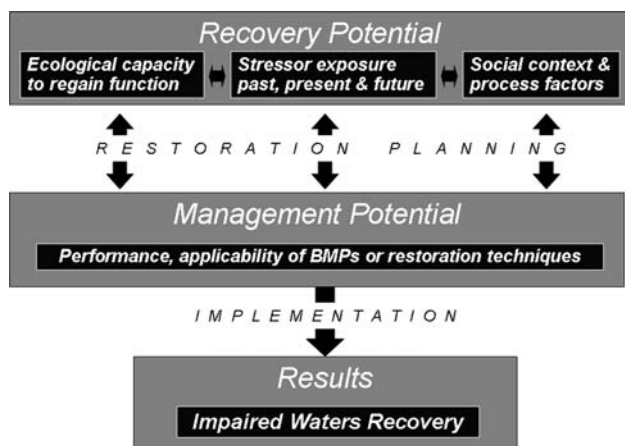 Recovery Potential
Ecological capacity
to regain function
Stressor exposure
past, present & future
Social context &
process factors
RESTORATION PLANNING
Management Potential
Performance, applicability of BMPs or restoration techniques
IMPLEMENTATION
Results
Impaired Waters Recovery